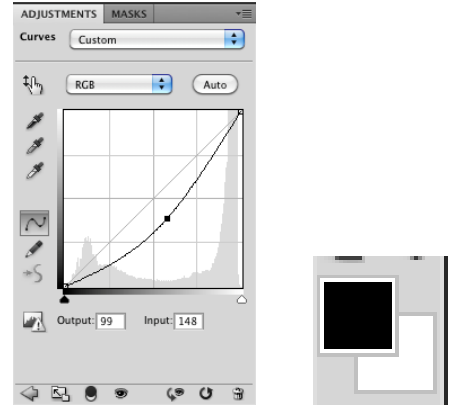 ADJUSTMENTS MASKS
Curves Custom
RGB Auto
Output: 99 Input: 148